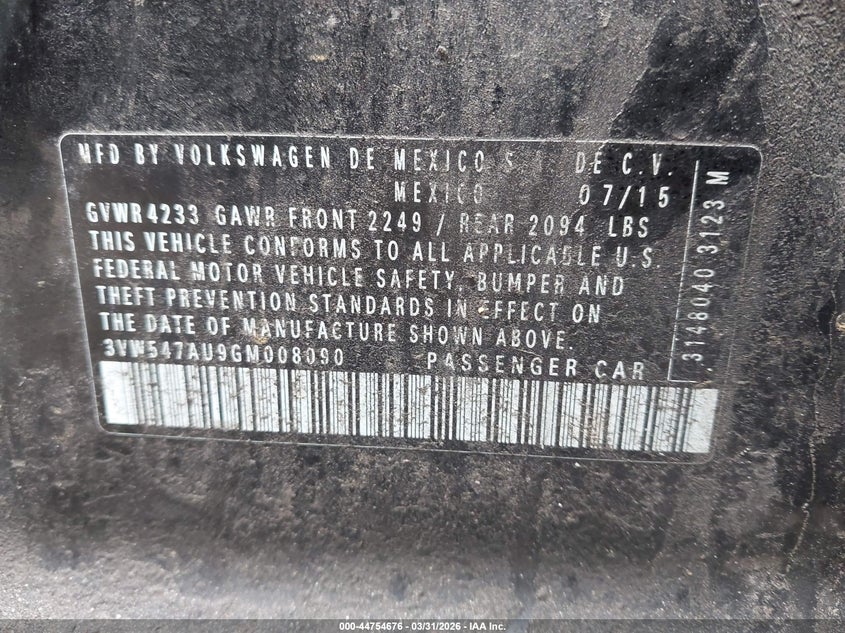 MFD BY VOLKSWAGEN DE MEXICO S. DE C.V.
MEXICO 07/15
GVWR 4233 GAWR FRONT 2249 / REAR 2094 LBS
THIS VEHICLE CONFORMS TO ALL APPLICABLE U.S.
FEDERAL MOTOR VEHICLE SAFETY, BUMPER AND
THEFT PREVENTION STANDARDS IN EFFECT ON
THE DATE OF MANUFACTURE SHOWN ABOVE.
3VW547AU9GM008090 PASSENGER CAR
3148040 3123 M
000-44754676 - 03/31/2026 - IAA Inc.